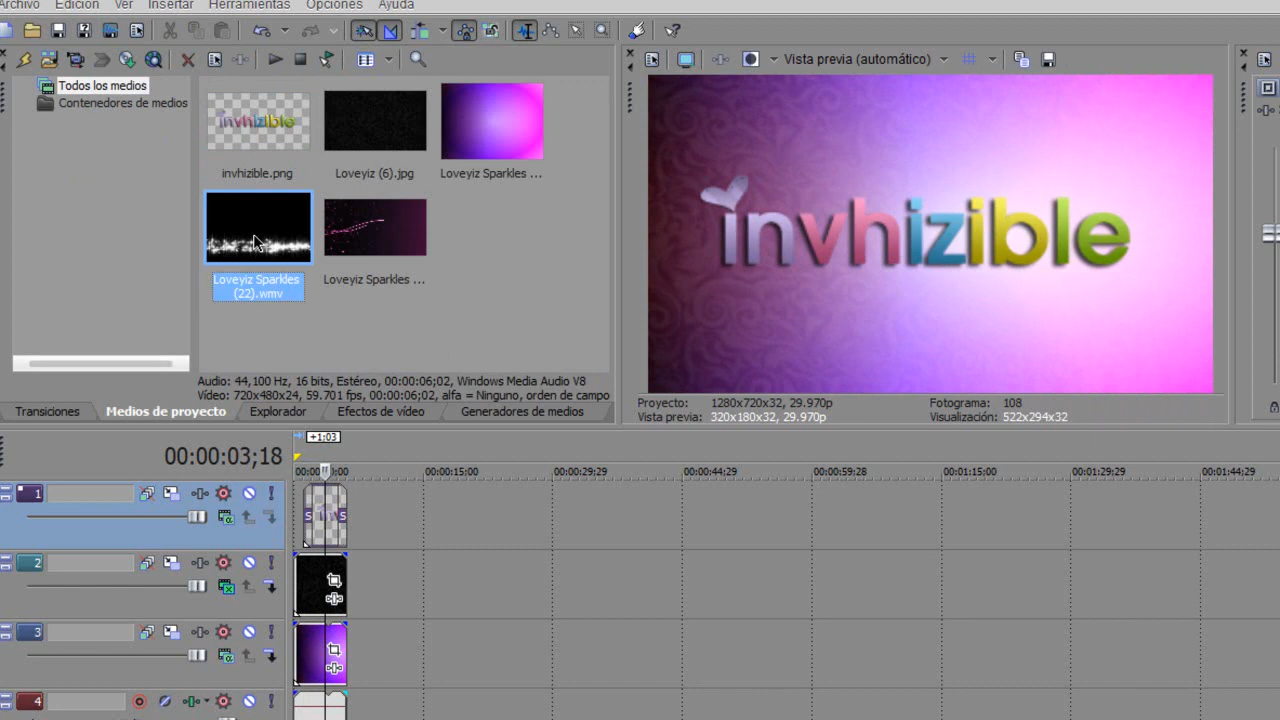 Archivo Edición Ver Insertar Herramientas Opciones Ayuda
Vista previa (automático)
Todos los medios
Contenedores de medios
invhizible
invhizible.png
Loveyiz (6).jpg
Loveyiz Sparkles ...
Loveyiz Sparkles
(22).wmv
Loveyiz Sparkles ...
invhizible
Audio: 44,100 Hz, 16 bits, Estéreo, 00:00:06;02, Windows Media Audio V8
Vídeo: 720x480x24, 59.701 fps, 00:00:06;02, alfa = Ninguno, orden de campo
Transiciones Medios de proyecto Explorador Efectos de vídeo Generadores de medios
Proyecto: 1280x720x32, 29.970p Fotograma: 108
Vista previa: 320x180x32, 29.970p Visualización: 522x294x32
+1;03
00:00:03;18
00:00:15;00 00:00:29;29 00:00:44;29 00:00:59;28 00:01:15;00 00:01:29;29 00:01:44;29
1
2
3
4